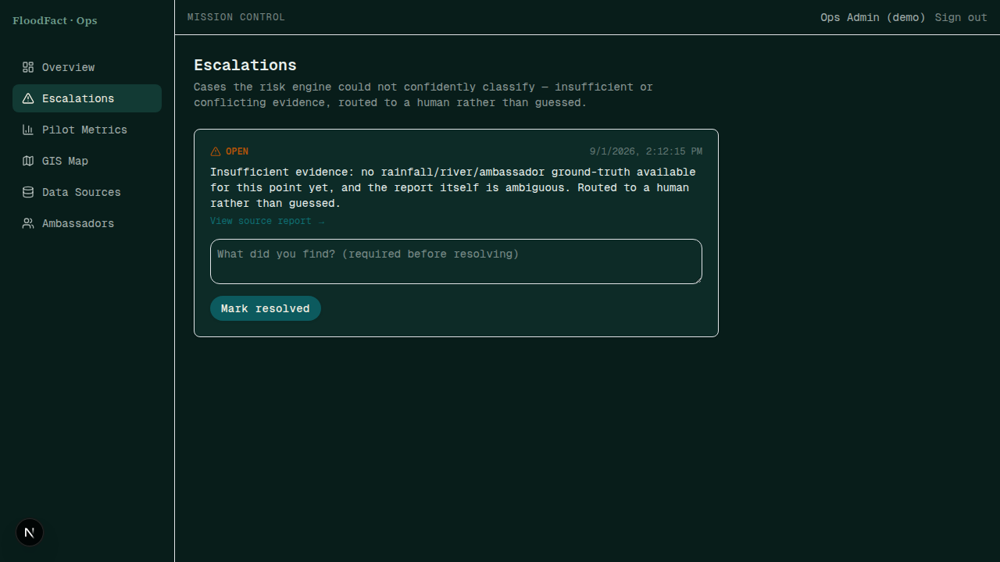 FloodFact · Ops
MISSION CONTROL
Ops Admin (demo) Sign out
Overview
Escalations
Pilot Metrics
GIS Map
Data Sources
Ambassadors
Escalations
Cases the risk engine could not confidently classify — insufficient or
conflicting evidence, routed to a human rather than guessed.
OPEN
9/1/2026, 2:12:15 PM
Insufficient evidence: no rainfall/river/ambassador ground-truth available
for this point yet, and the report itself is ambiguous. Routed to a human
rather than guessed.
View source report →
What did you find? (required before resolving)
Mark resolved
N